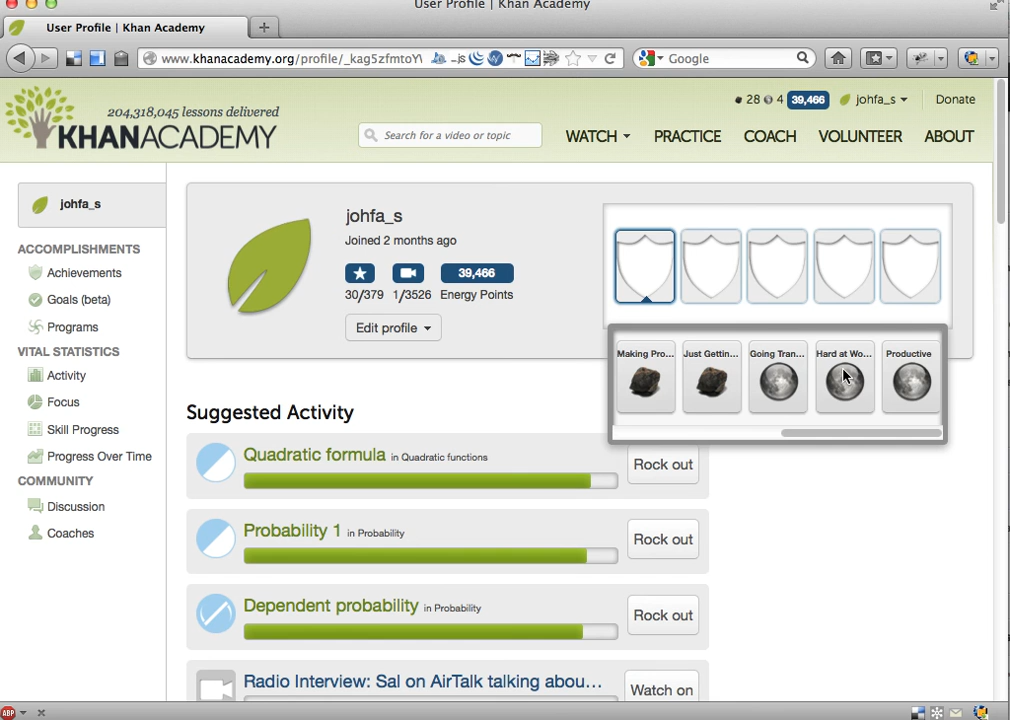 User Profile | Khan Academy
User Profile | Khan Academy
www.khanacademy.org/profile/_kag5zfmtoY
Google
204,318,045 lessons delivered
KHANACADEMY
Search for a video or topic
28 4 39,466 johfa_s Donate
WATCH PRACTICE COACH VOLUNTEER ABOUT
johfa_s
ACCOMPLISHMENTS
Achievements
Goals (beta)
Programs
VITAL STATISTICS
Activity
Focus
Skill Progress
Progress Over Time
COMMUNITY
Discussion
Coaches
johfa_s
Joined 2 months ago
39,466
30/379 1/3526 Energy Points
Edit profile
Making Pro... Just Gettin... Going Tran... Hard at Wo... Productive
Suggested Activity
Quadratic formula in Quadratic functions
Rock out
Probability 1 in Probability
Rock out
Dependent probability in Probability
Rock out
Radio Interview: Sal on AirTalk talking abou...
Watch on
ABP